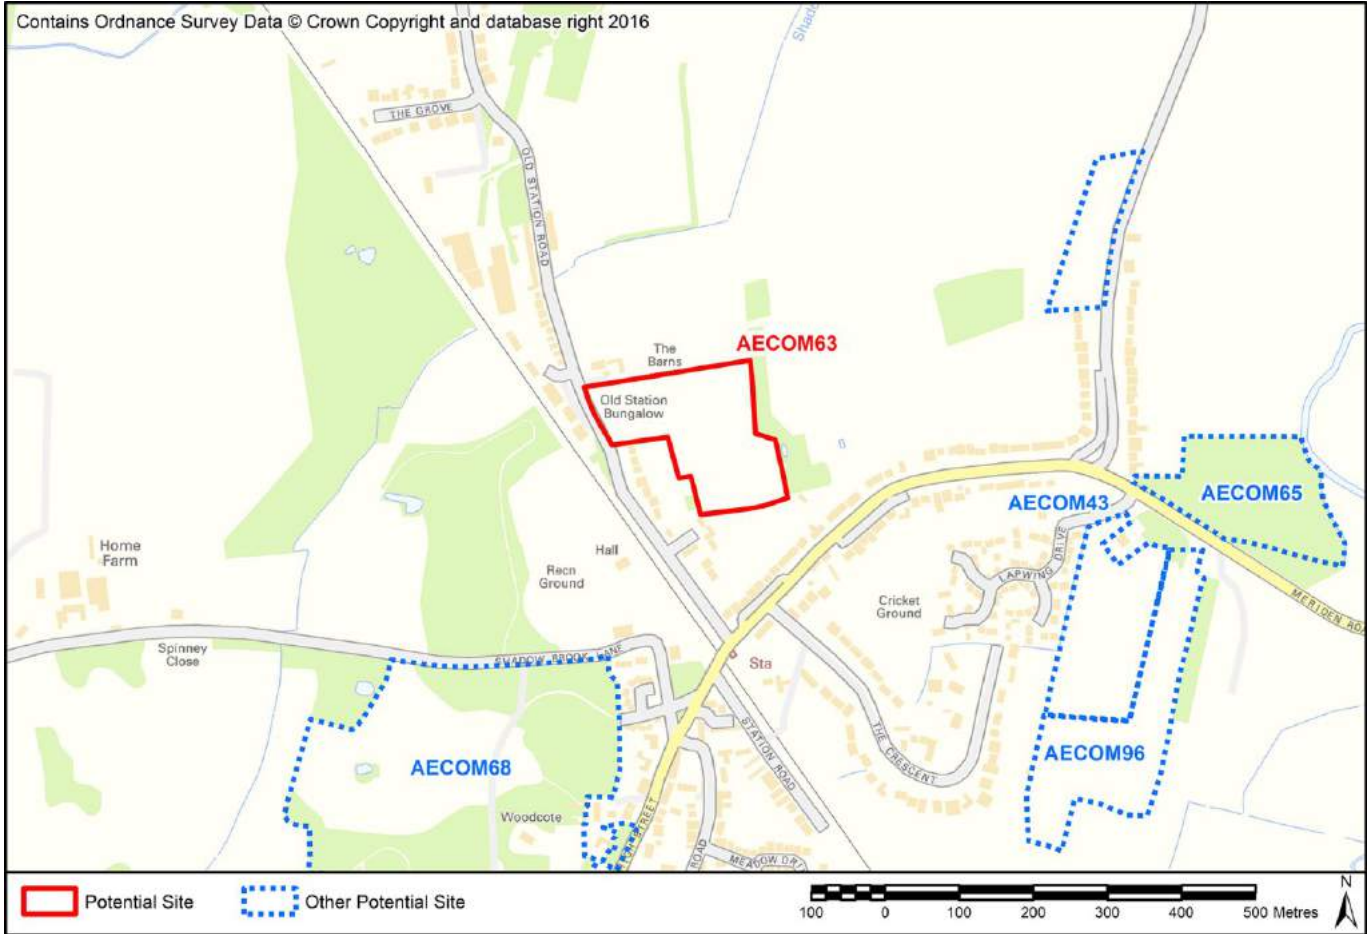 Contains Ordnance Survey Data © Crown Copyright and database right 2016
THE GROVE
OLD STATION ROAD
The
Barns
AECOM63
Old Station
Bungalow
AECOM65
AECOM43
Home
Farm
Hall
Recn
Ground
LAPWING DRIVE
Cricket
Ground
MERIDEN
Spinney
Close
SHADOW BROOK LANE
Sta
STATION ROAD
THE CRESCENT
AECOM96
AECOM68
Woodcote
STREET
ROAD
MEADOW
Potential Site
Other Potential Site
100 0 100 200 300 400 500 Metres
N